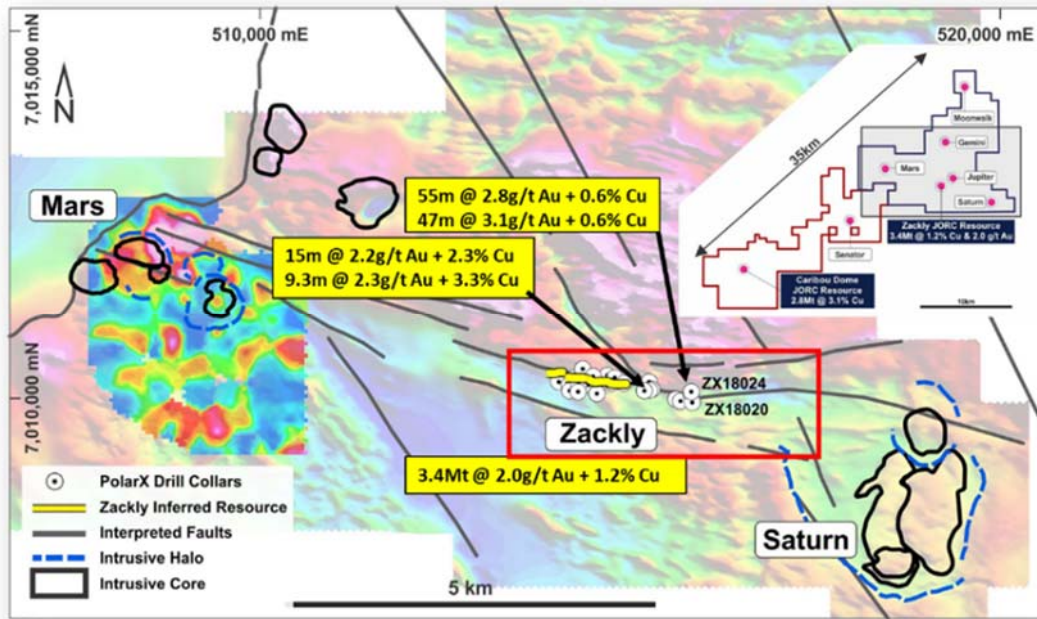 510,000 mE
520,000 mE
7,015,000 mN
N
35km
Moonwalk
Gemini
Mars
Jupiter
Saturn
Zackly JORC Resource
3.4Mt @ 1.2% Cu & 2.0 g/t Au
Senator
Caribou Dome
JORC Resource
2.8Mt @ 3.1% Cu
10km
Mars
55m @ 2.8g/t Au + 0.6% Cu
47m @ 3.1g/t Au + 0.6% Cu
15m @ 2.2g/t Au + 2.3% Cu
9.3m @ 2.3g/t Au + 3.3% Cu
7,010,000 mN
ZX18024
ZX18020
Zackly
3.4Mt @ 2.0g/t Au + 1.2% Cu
Saturn
PolarX Drill Collars
Zackly Inferred Resource
Interpreted Faults
Intrusive Halo
Intrusive Core
5 km